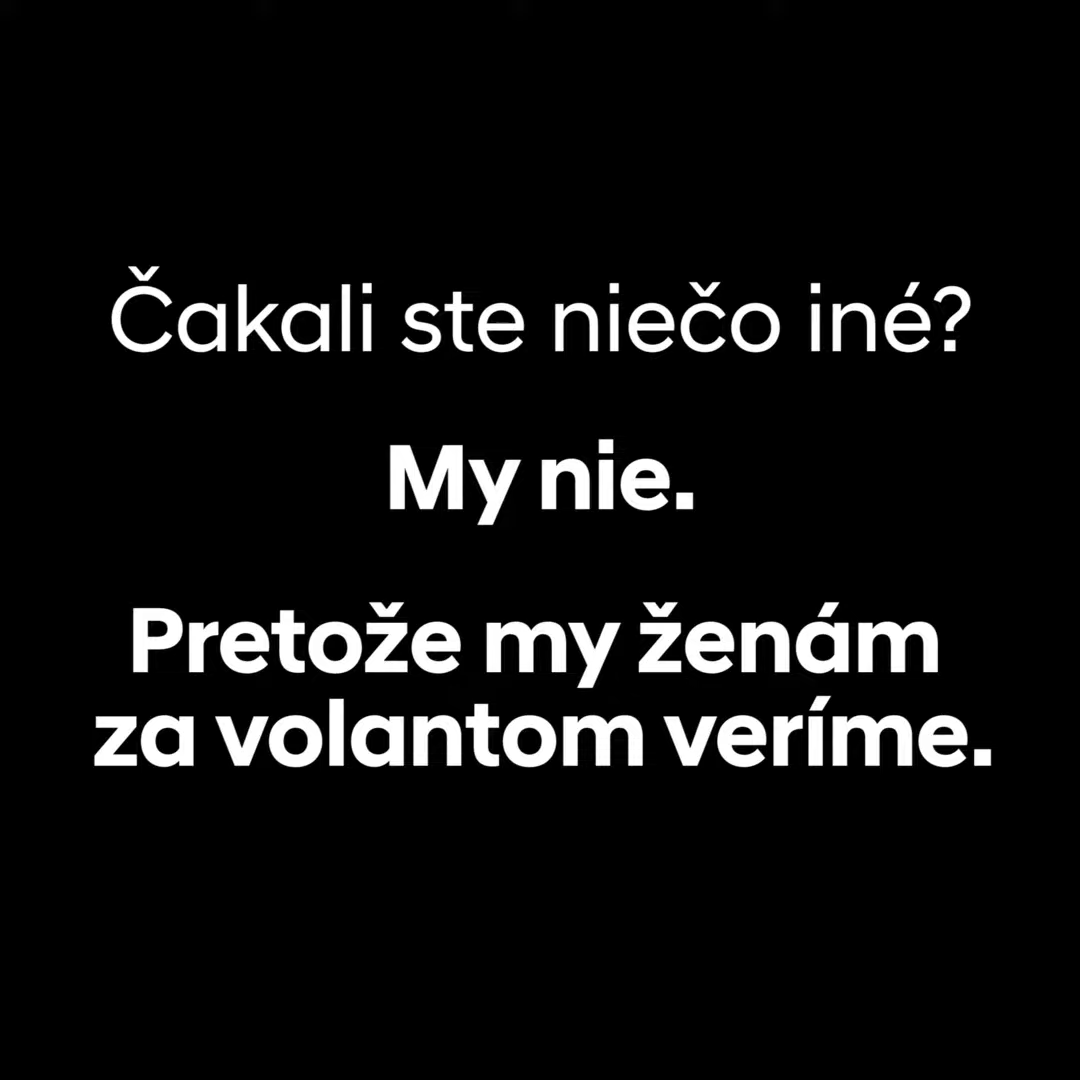 Čakali ste niečo iné?
My nie.
Pretože my ženám
za volantom veríme.